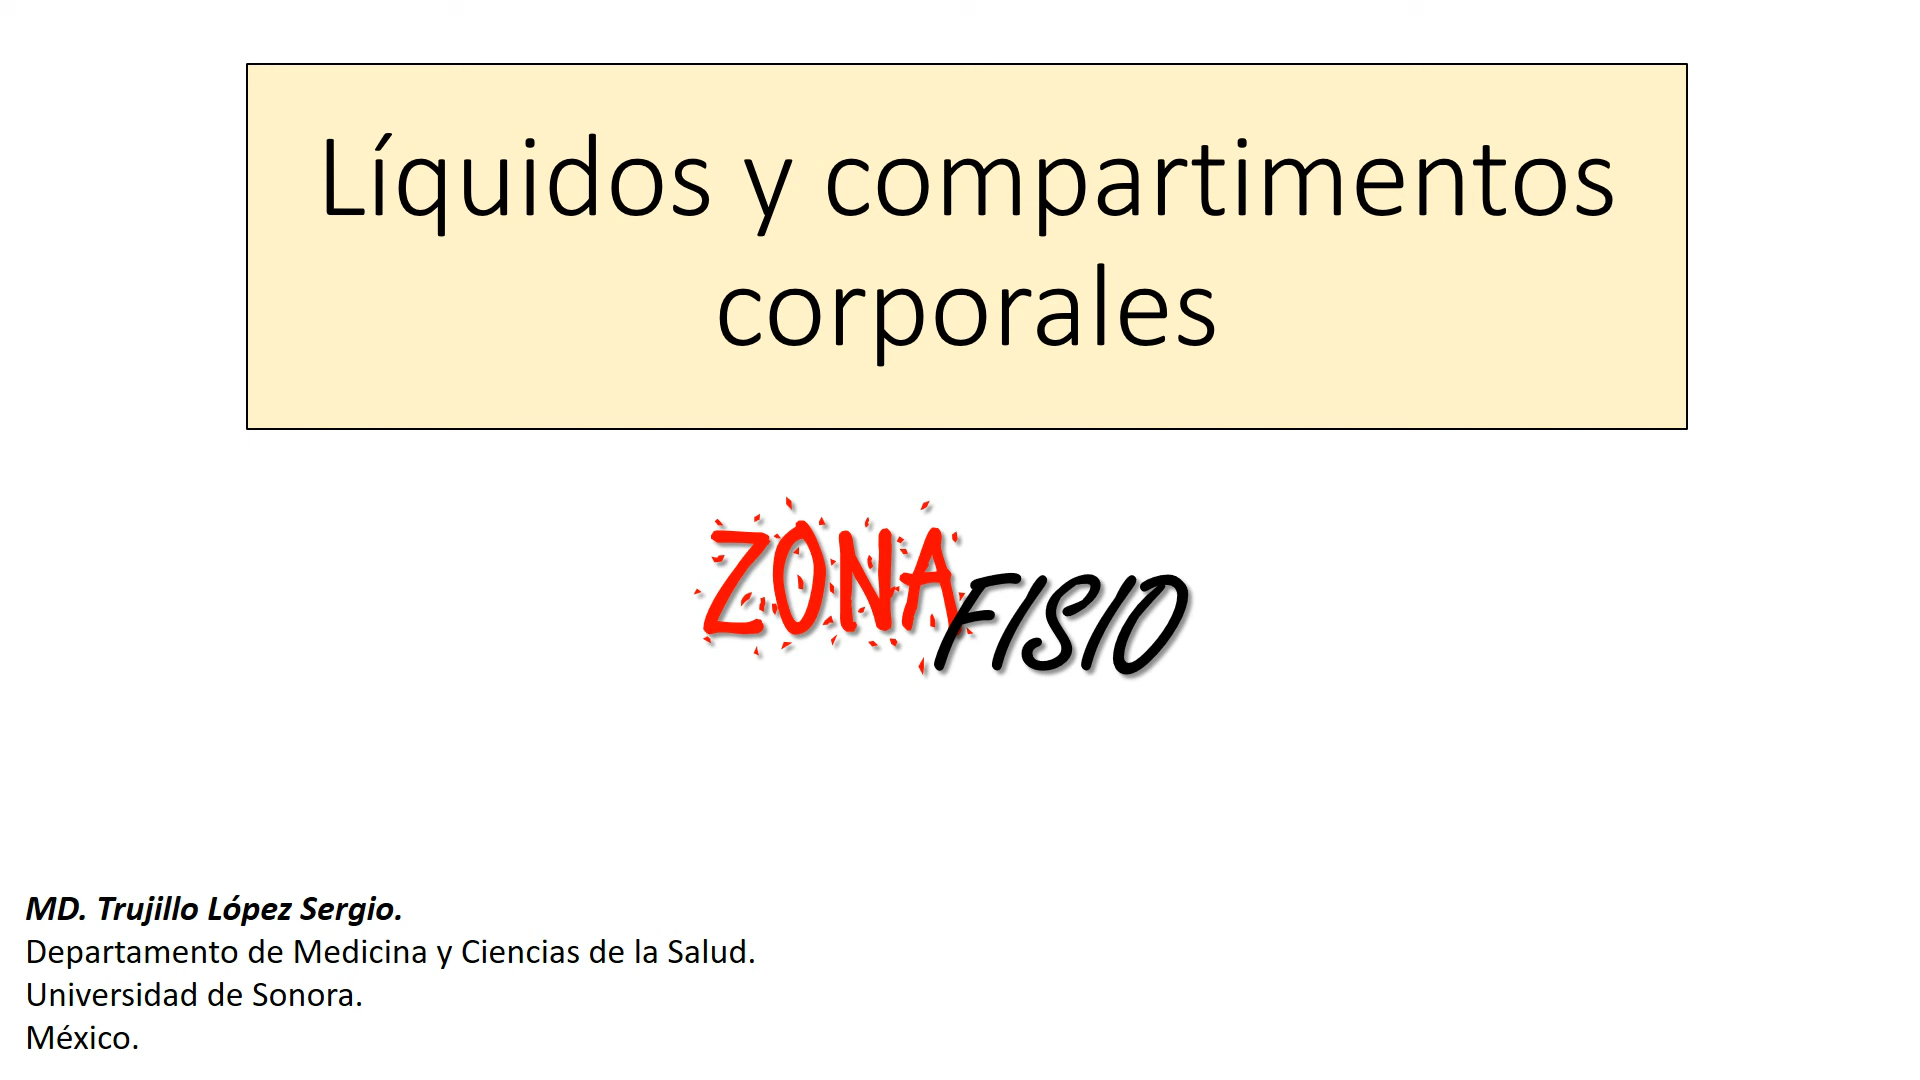 Líquidos y compartimentos
corporales
ZONA FISIO
MD. Trujillo López Sergio.
Departamento de Medicina y Ciencias de la Salud.
Universidad de Sonora.
México.